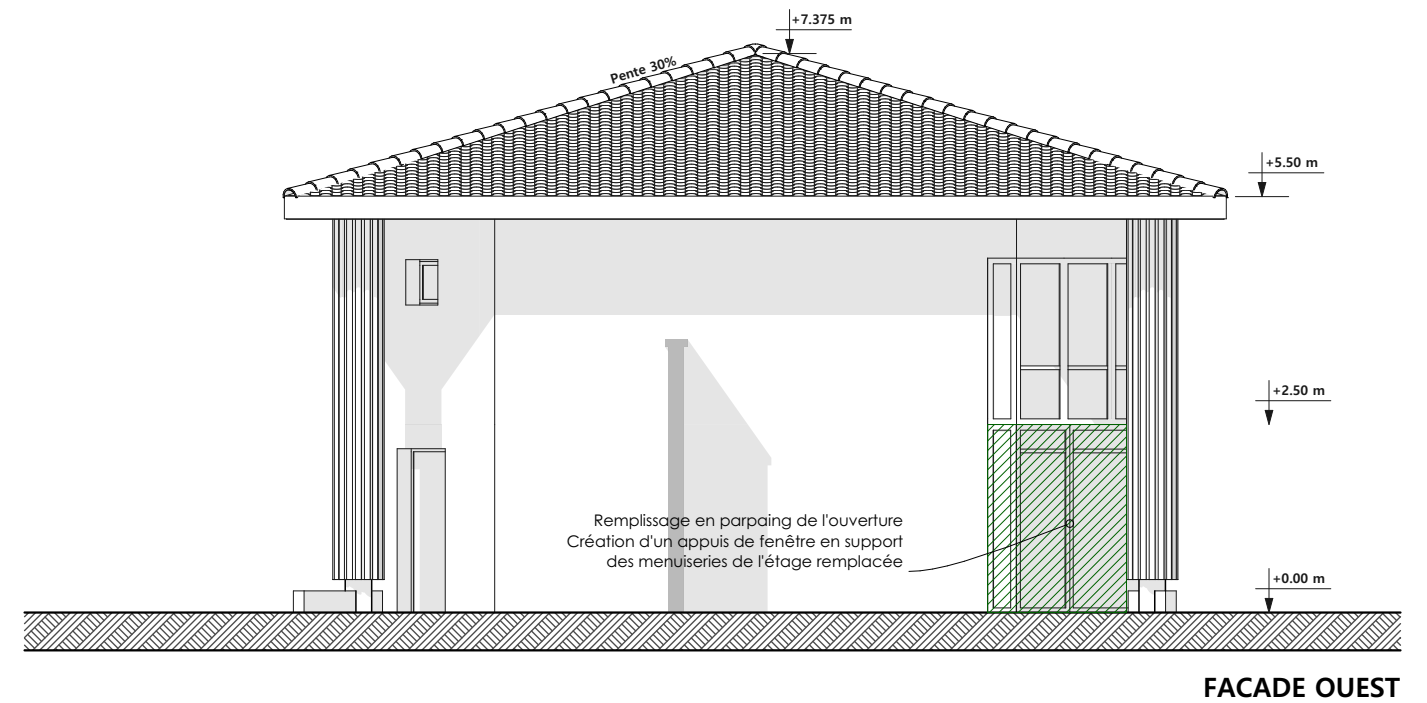 +7.375 m
Pente 30%
+5.50 m
+2.50 m
Remplissage en parpaing de l'ouverture
Création d'un appuis de fenêtre en support
des menuiseries de l'étage remplacée
+0.00 m
FACADE OUEST